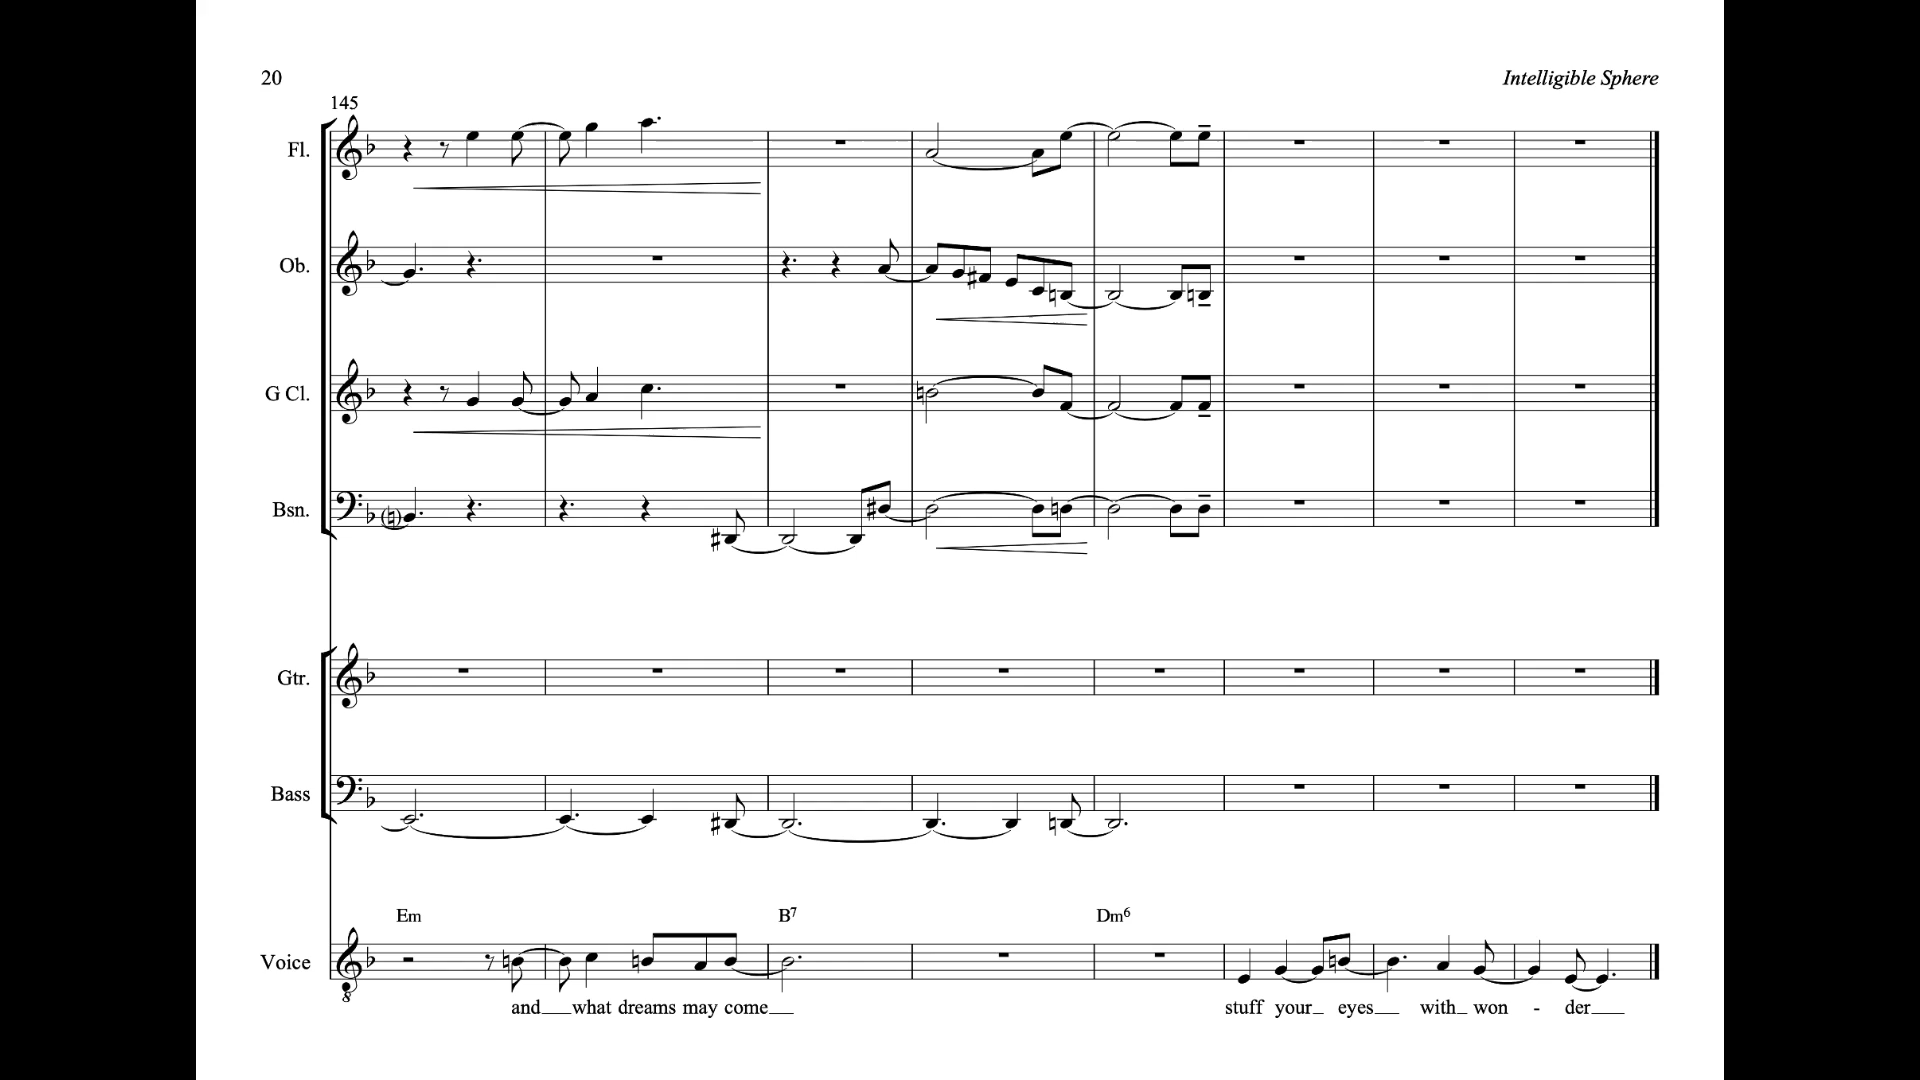 20 Intelligible Sphere
145
Fl.
Ob.
G Cl.
Bsn.
Gtr.
Bass
Em B7 Dm6
Voice
8
and what dreams may come stuff your eyes with won - der